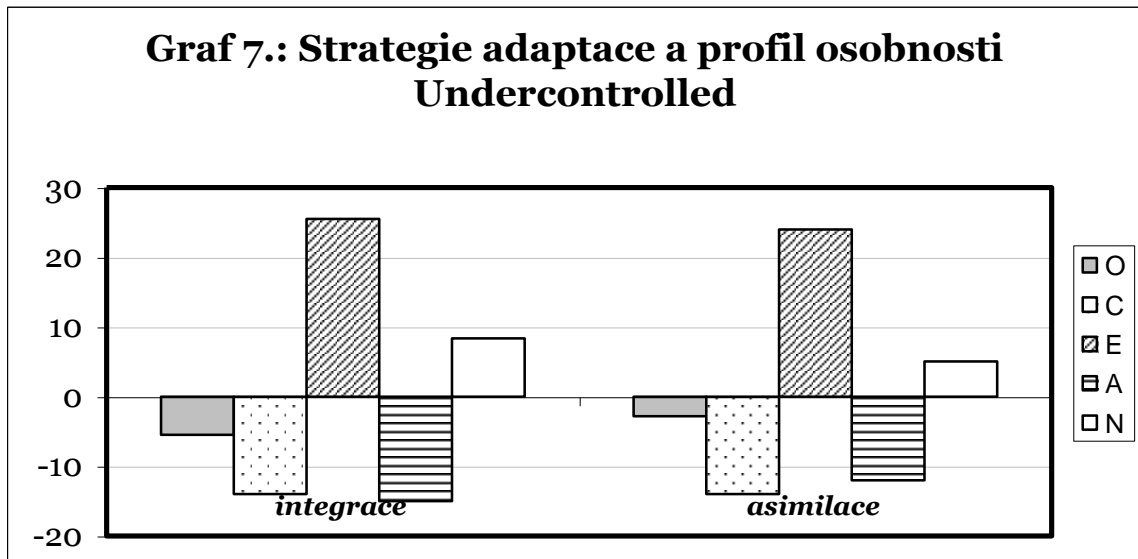 Graf 7.: Strategie adaptace a profil osobnosti
Undercontrolled
30
20
10
0
-10
-20
integrace
asimilace
O
C
E
A
N